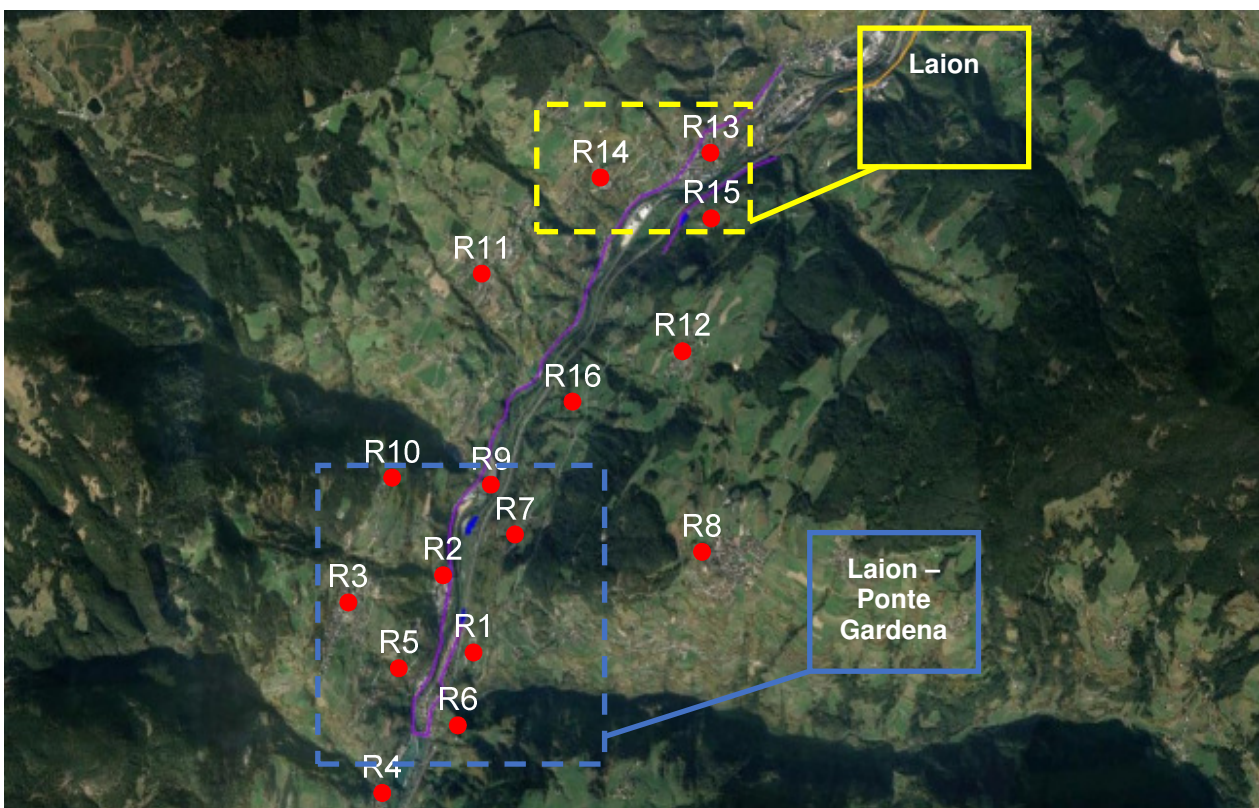 Laion
R13
R14
R15
R11
R12
R16
R10
R9
R7
R8
R2
R3
Laion –
Ponte
Gardena
R1
R5
R6
R4